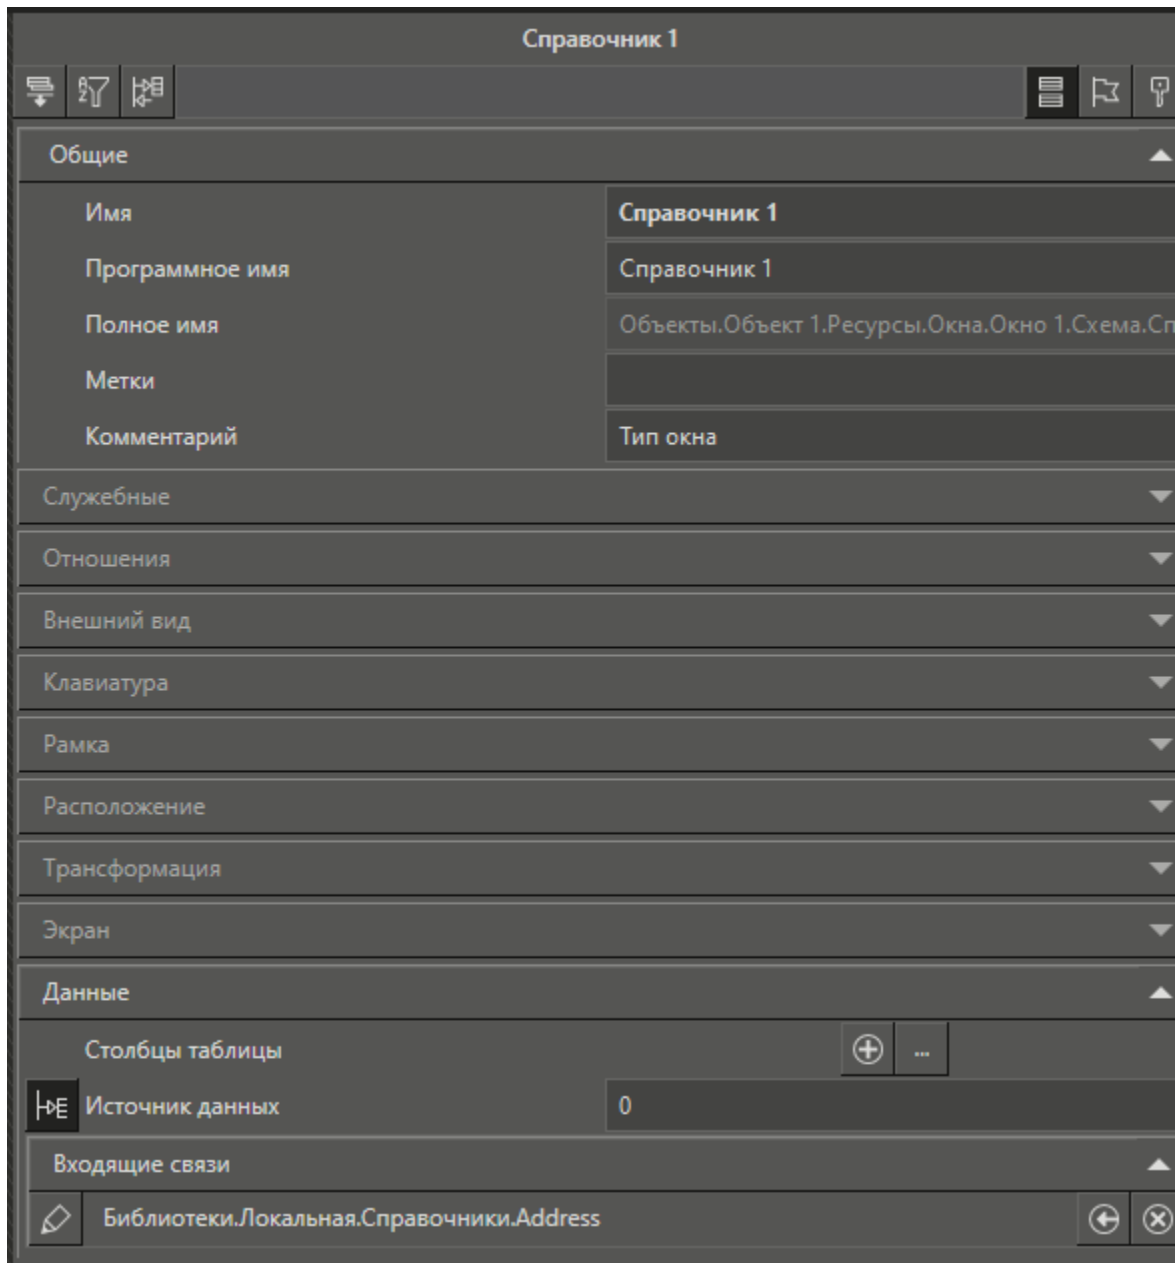 Справочник 1
Общие
Имя Справочник 1
Программное имя Справочник 1
Полное имя Объекты.Объект 1.Ресурсы.Окна.Окно 1.Схема.Сп
Метки
Комментарий Тип окна
Служебные
Отношения
Внешний вид
Клавиатура
Рамка
Расположение
Трансформация
Экран
Данные
Столбцы таблицы ...
Источник данных 0
Входящие связи
Библиотеки.Локальная.Справочники.Address